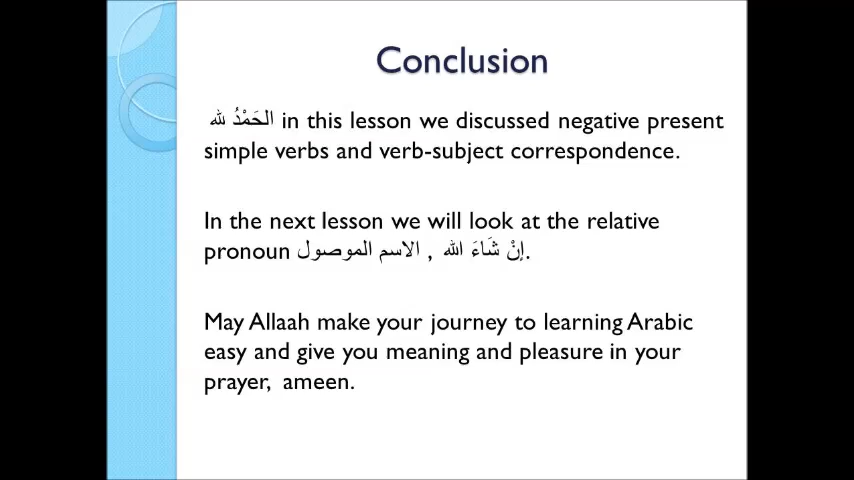 Conclusion
الحَمْدُ لله in this lesson we discussed negative present
simple verbs and verb-subject correspondence.
In the next lesson we will look at the relative
pronoun الاسم الموصول , إنْ شَاءَ الله.
May Allaah make your journey to learning Arabic
easy and give you meaning and pleasure in your
prayer, ameen.